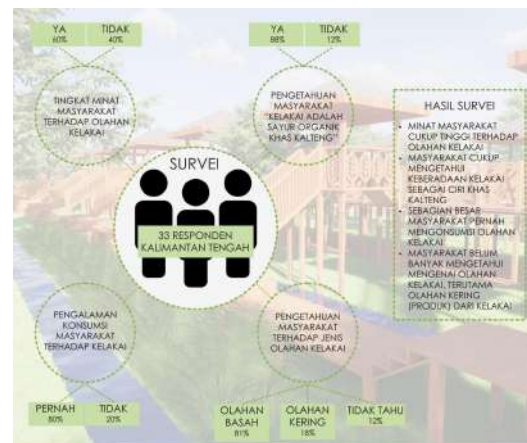 YA TIDAK
60% 40%
TINGKAT MINAT
MASYARAKAT
TERHADAP OLAHAN
KELAKAI
YA TIDAK
88% 12%
PENGETAHUAN
MASYARAKAT
"KELAKAI ADALAH
SAYUR ORGANIK
KHAS KALTENG"
SURVEI
33 RESPONDEN
KALIMANTAN TENGAH
PENGALAMAN
KONSUMSI
MASYARAKAT
TERHADAP KELAKAI
PERNAH TIDAK
80% 20%
PENGETAHUAN
MASYARAKAT
TERHADAP JENIS
OLAHAN KELAKAI
OLAHAN BASAH OLAHAN KERING TIDAK TAHU
81% 18% 12%
HASIL SURVEI
• MINAT MASYARAKAT
CUKUP TINGGI TERHADAP
OLAHAN KELAKAI
• MASYARAKAT CUKUP
MENGETAHUI
KEBERADAAN KELAKAI
SEBAGAI CIRI KHAS
KALTENG
• SEBAGIAN BESAR
MASYARAKAT PERNAH
MENGONSUMSI OLAHAN
KELAKAI
• MASYARAKAT BELUM
BANYAK MENGETAHUI
MENGENAI OLAHAN
KELAKAI, TERUTAMA
OLAHAN KERING
(PRODUK) DARI KELAKAI